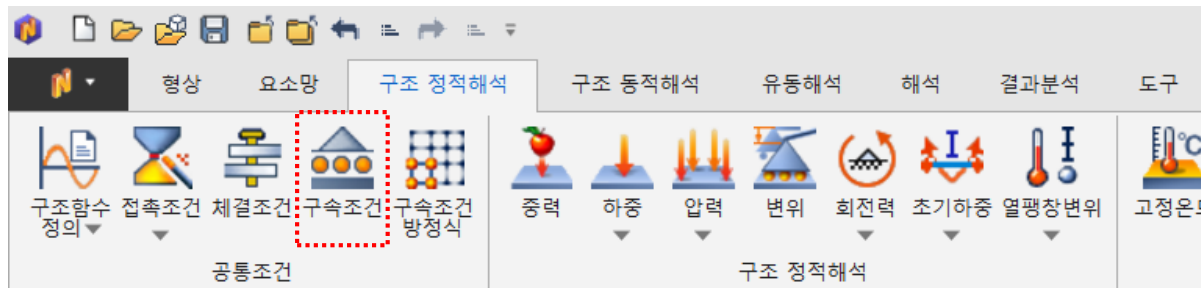 형상 요소망 구조 정적해석 구조 동적해석 유동해석 해석 결과분석 도구
구조함수 접촉조건 체결조건 구속조건 구속조건 중력 하중 압력 변위 회전력 초기하중 열팽창변위
정의 방정식
공통조건 구조 정적해석